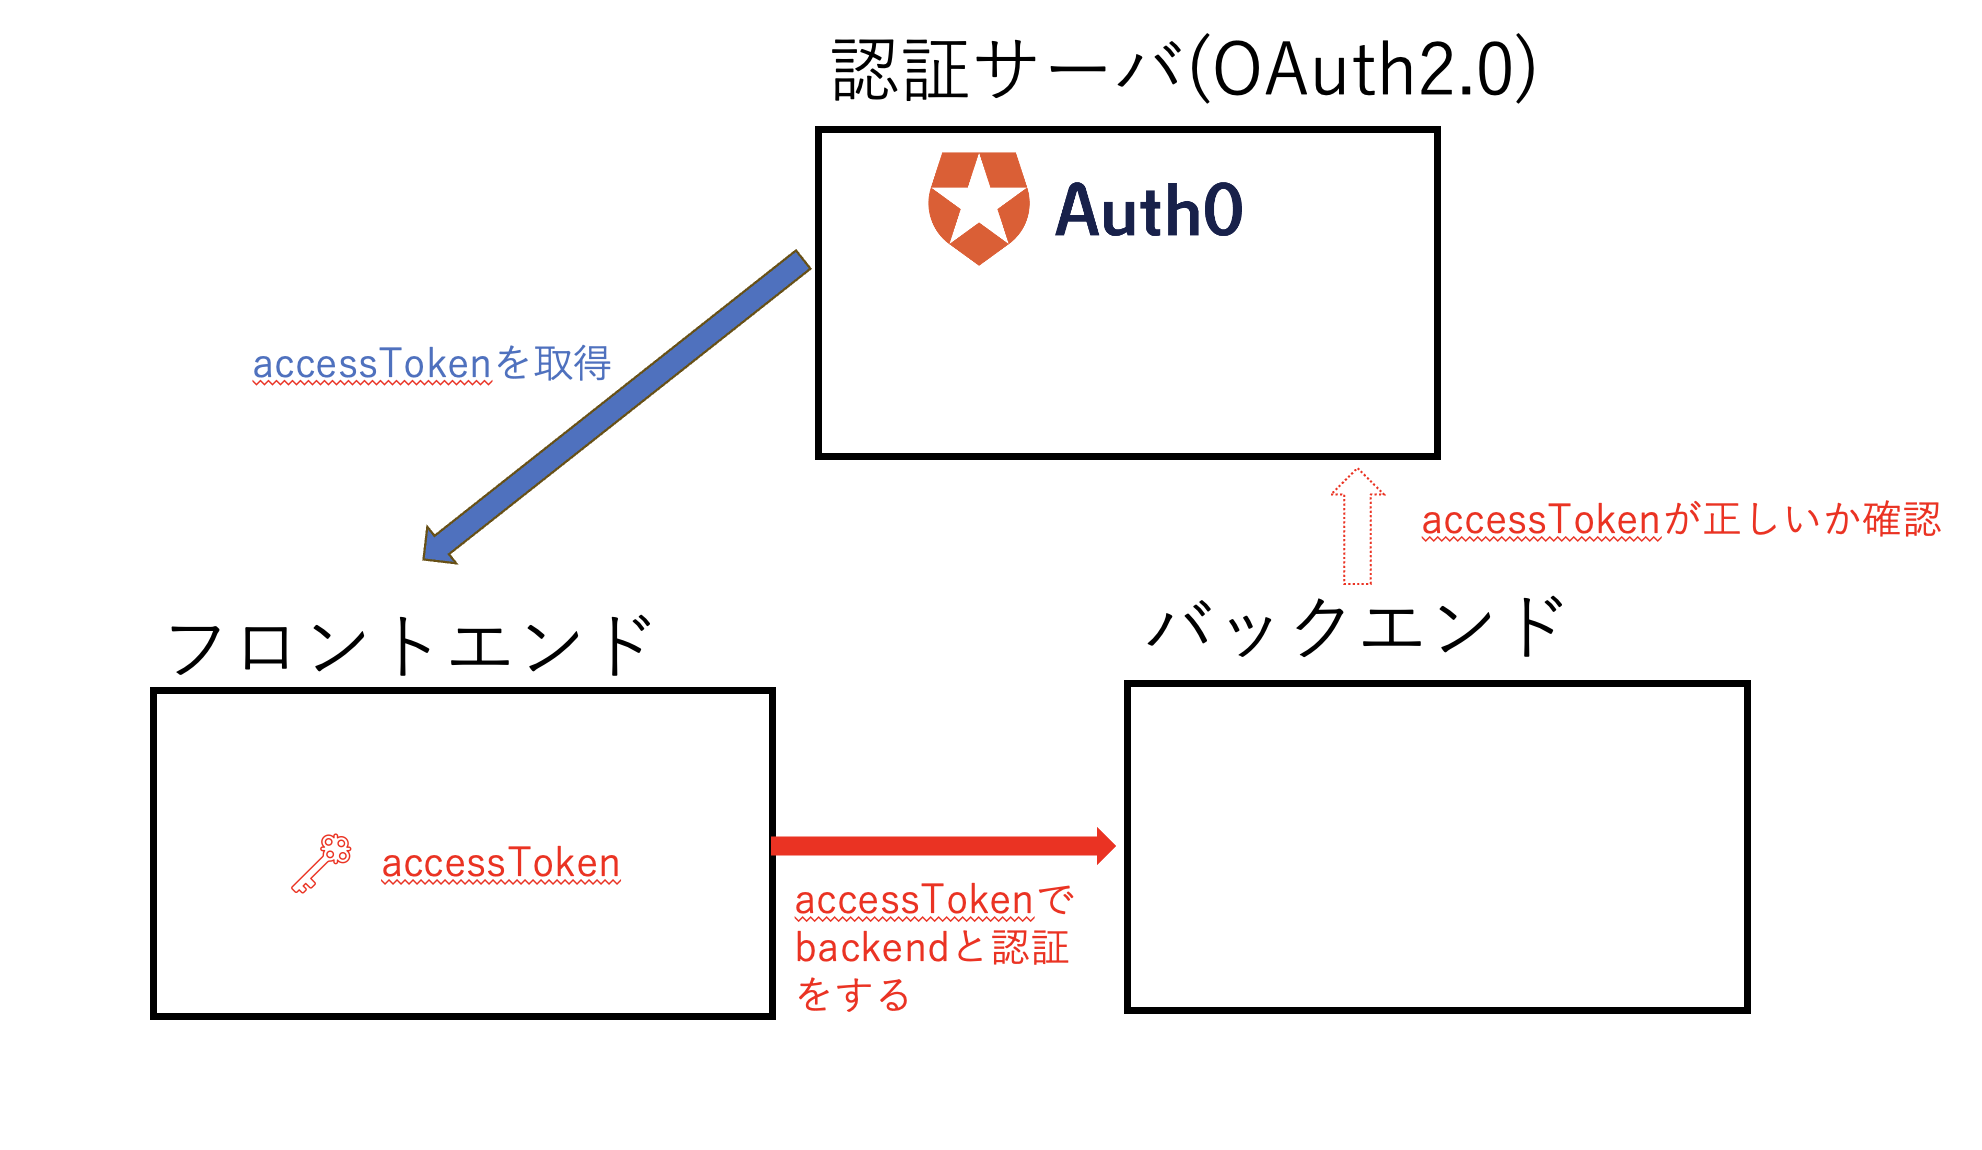 認証サーバ(OAuth2.0)
Auth0
accessTokenを取得
accessTokenが正しいか確認
フロントエンド
バックエンド
accessToken
accessTokenで
backendと認証
をする